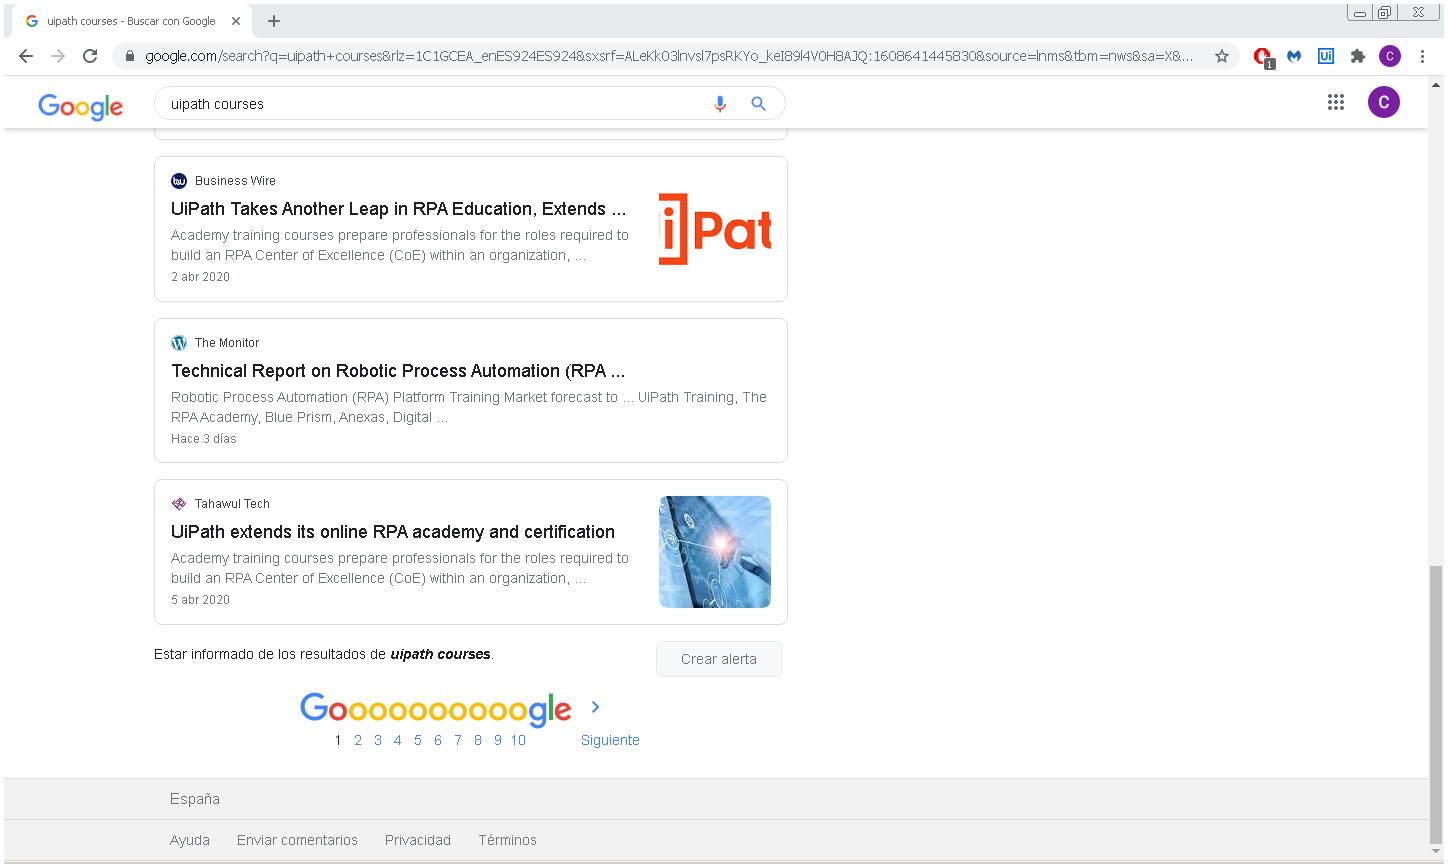 uipath courses - Buscar con Google
google.com/search?q=uipath+courses&rlz=1C1GCEA_enES924ES924&sxsrf=ALeKk03lnvsl7psRKYo_keIB9l4V0H8AJQ:1608641445830&source=lnms&tbm=nws&sa=X&...
1
Ui
C
Google
uipath courses
C
Business Wire
UiPath Takes Another Leap in RPA Education, Extends ...
Academy training courses prepare professionals for the roles required to
build an RPA Center of Excellence (CoE) within an organization, ...
2 abr 2020
i]Pat
The Monitor
Technical Report on Robotic Process Automation (RPA ...
Robotic Process Automation (RPA) Platform Training Market forecast to ... UiPath Training, The
RPA Academy, Blue Prism, Anexas, Digital ...
Hace 3 días
Tahawul Tech
UiPath extends its online RPA academy and certification
Academy training courses prepare professionals for the roles required to
build an RPA Center of Excellence (CoE) within an organization, ...
5 abr 2020
Estar informado de los resultados de uipath courses.
Crear alerta
Goooooooooogle
1 2 3 4 5 6 7 8 9 10 Siguiente
España
Ayuda Enviar comentarios Privacidad Términos